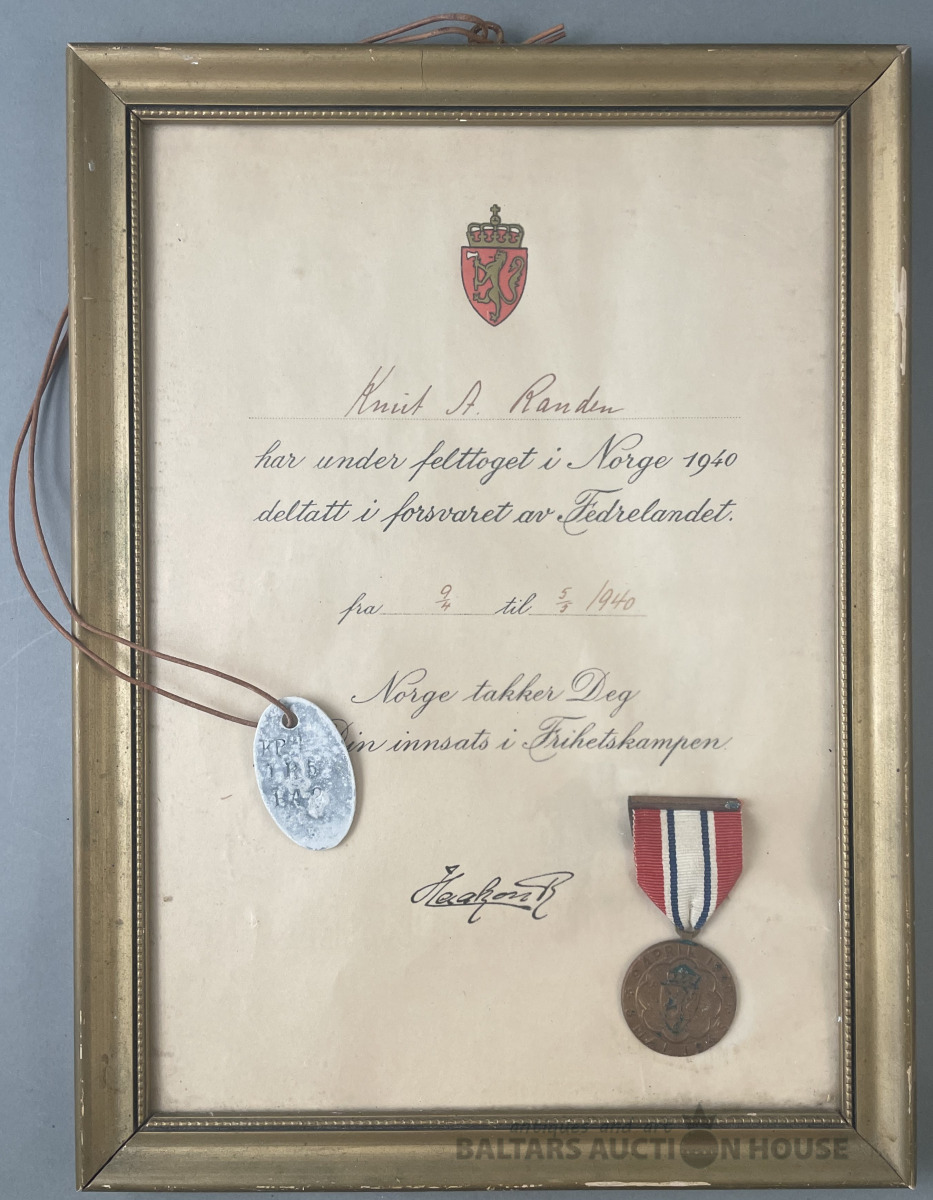 Knut A. Randen
har under felttoget i Norge 1940
deltatt i forsvaret av Fedrelandet.
fra 9/4 til 5/5 1940
Norge takker Deg
Din innsats i Frihetskampen.
Haakon R
BALTARS AUCTION HOUSE